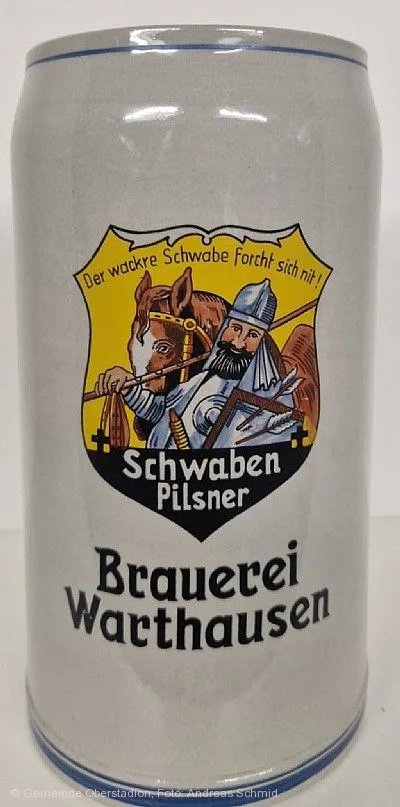 Der wackre Schwabe Forcht sich nit!
Schwaben
Pilsner
Brauerei
Warthausen
© Gemeinde Oberstadion, Foto: Andreas Schmid